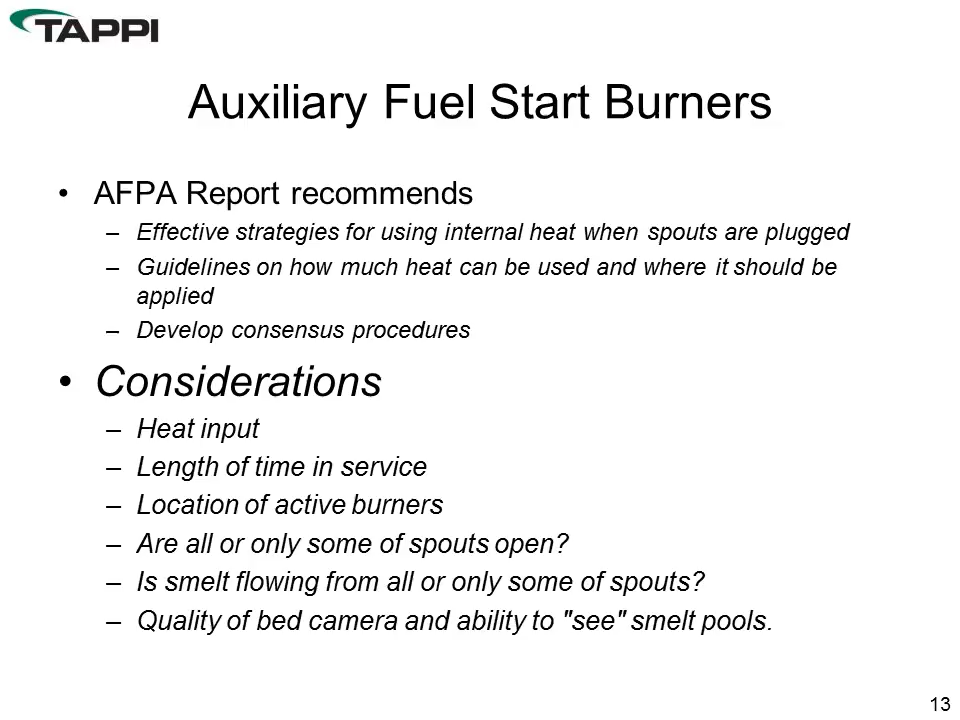 TAPPI
Auxiliary Fuel Start Burners
• AFPA Report recommends
– Effective strategies for using internal heat when spouts are plugged
– Guidelines on how much heat can be used and where it should be
applied
– Develop consensus procedures
• Considerations
– Heat input
– Length of time in service
– Location of active burners
– Are all or only some of spouts open?
– Is smelt flowing from all or only some of spouts?
– Quality of bed camera and ability to "see" smelt pools.
13